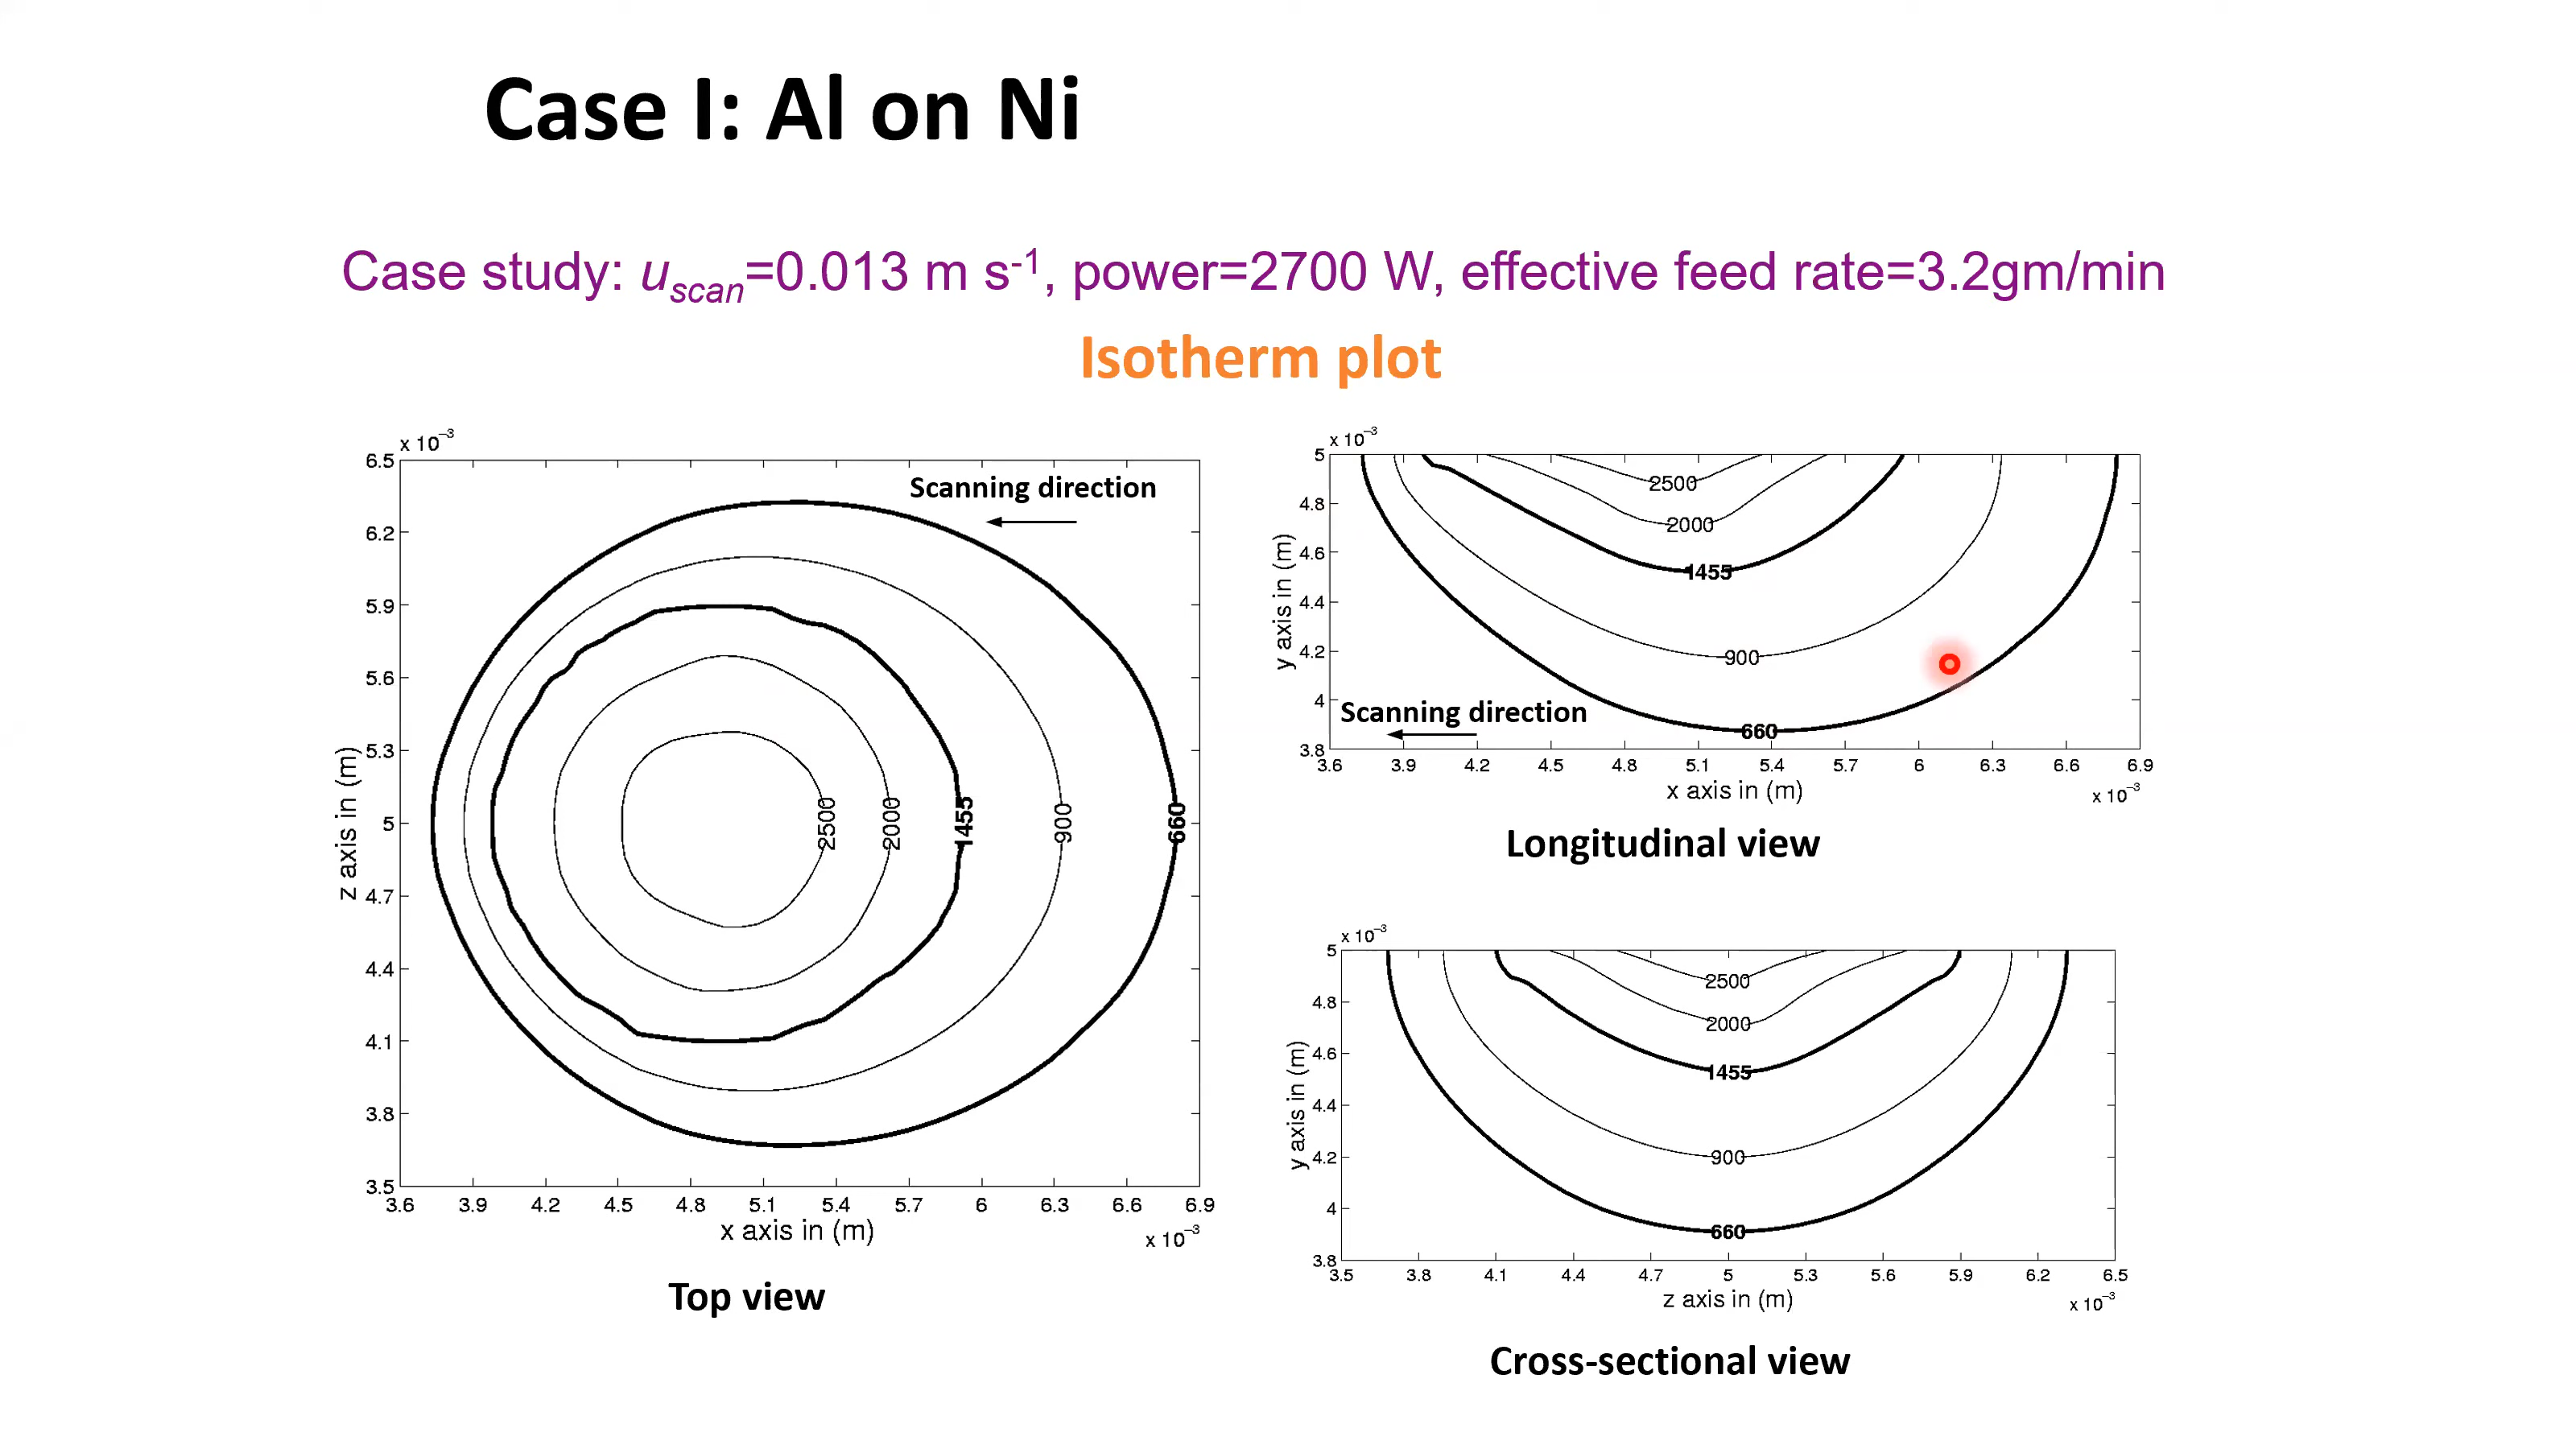 Case I: Al on Ni
Case study: uscan=0.013 m s-1, power=2700 W, effective feed rate=3.2gm/min
Isotherm plot
x 10−3
6.5
6.2
5.9
5.6
5.3
5
4.7
4.4
4.1
3.8
3.5
z axis in (m)
Scanning direction
2500
2000
1455
900
660
3.6 3.9 4.2 4.5 4.8 5.1 5.4 5.7 6 6.3 6.6 6.9
x axis in (m)
x 10−3
Top view
x 10−3
5
4.8
4.6
4.4
4.2
4
3.8
y axis in (m)
2500
2000
1455
900
660
Scanning direction
3.6 3.9 4.2 4.5 4.8 5.1 5.4 5.7 6 6.3 6.6 6.9
x axis in (m)
x 10−3
Longitudinal view
x 10−3
5
4.8
4.6
4.4
4.2
4
3.8
y axis in (m)
2500
2000
1455
900
660
3.5 3.8 4.1 4.4 4.7 5 5.3 5.6 5.9 6.2 6.5
z axis in (m)
x 10−3
Cross-sectional view